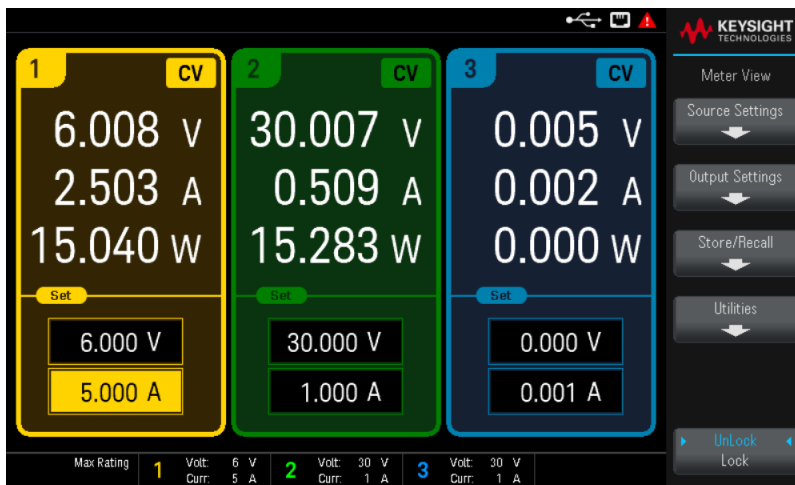 KEYSIGHT
TECHNOLOGIES
1 CV
6.008 V
2.503 A
15.040 W
Set
6.000 V
5.000 A
2 CV
30.007 V
0.509 A
15.283 W
Set
30.000 V
1.000 A
3 CV
0.005 V
0.002 A
0.000 W
Set
0.000 V
0.001 A
Meter View
Source Settings
Output Settings
Store/Recall
Utilities
UnLock
Lock
Max Rating 1 Volt: 6 V 2 Volt: 30 V 3 Volt: 30 V
Curr: 5 A Curr: 1 A Curr: 1 A